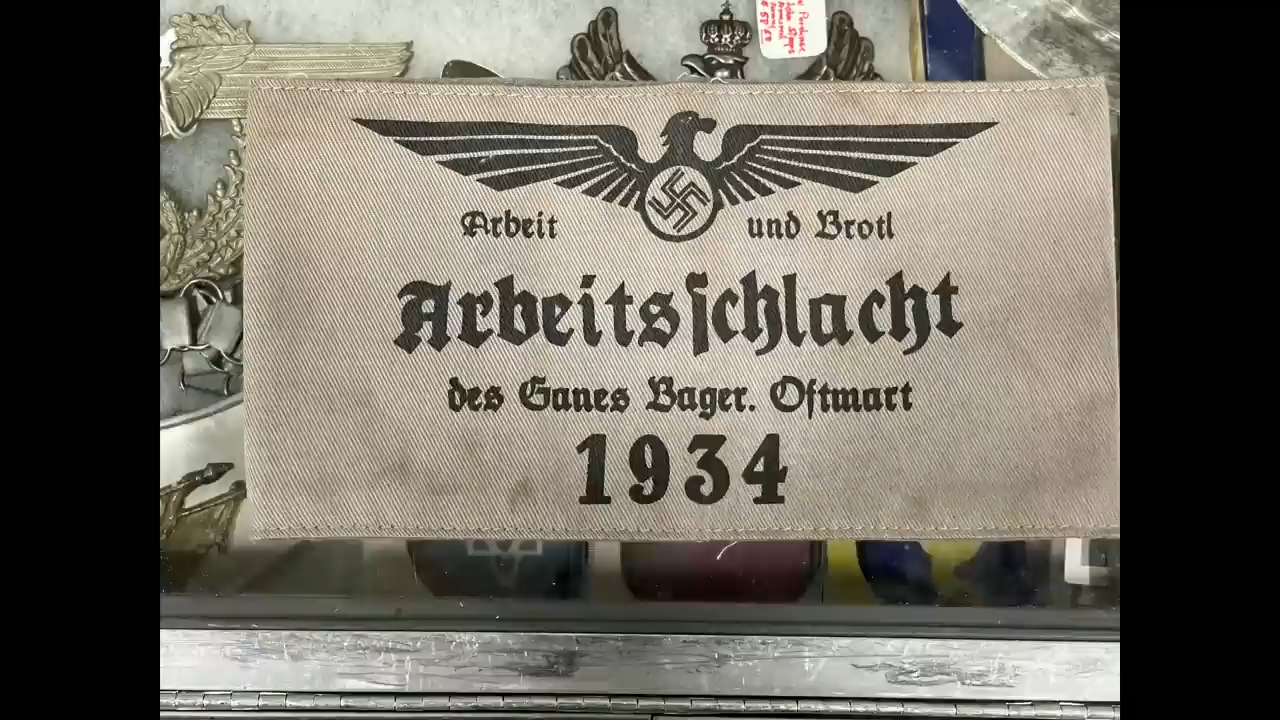 Arbeit und Brot!
Arbeitsschlacht
des Gaues Bayer. Ostmark
1934